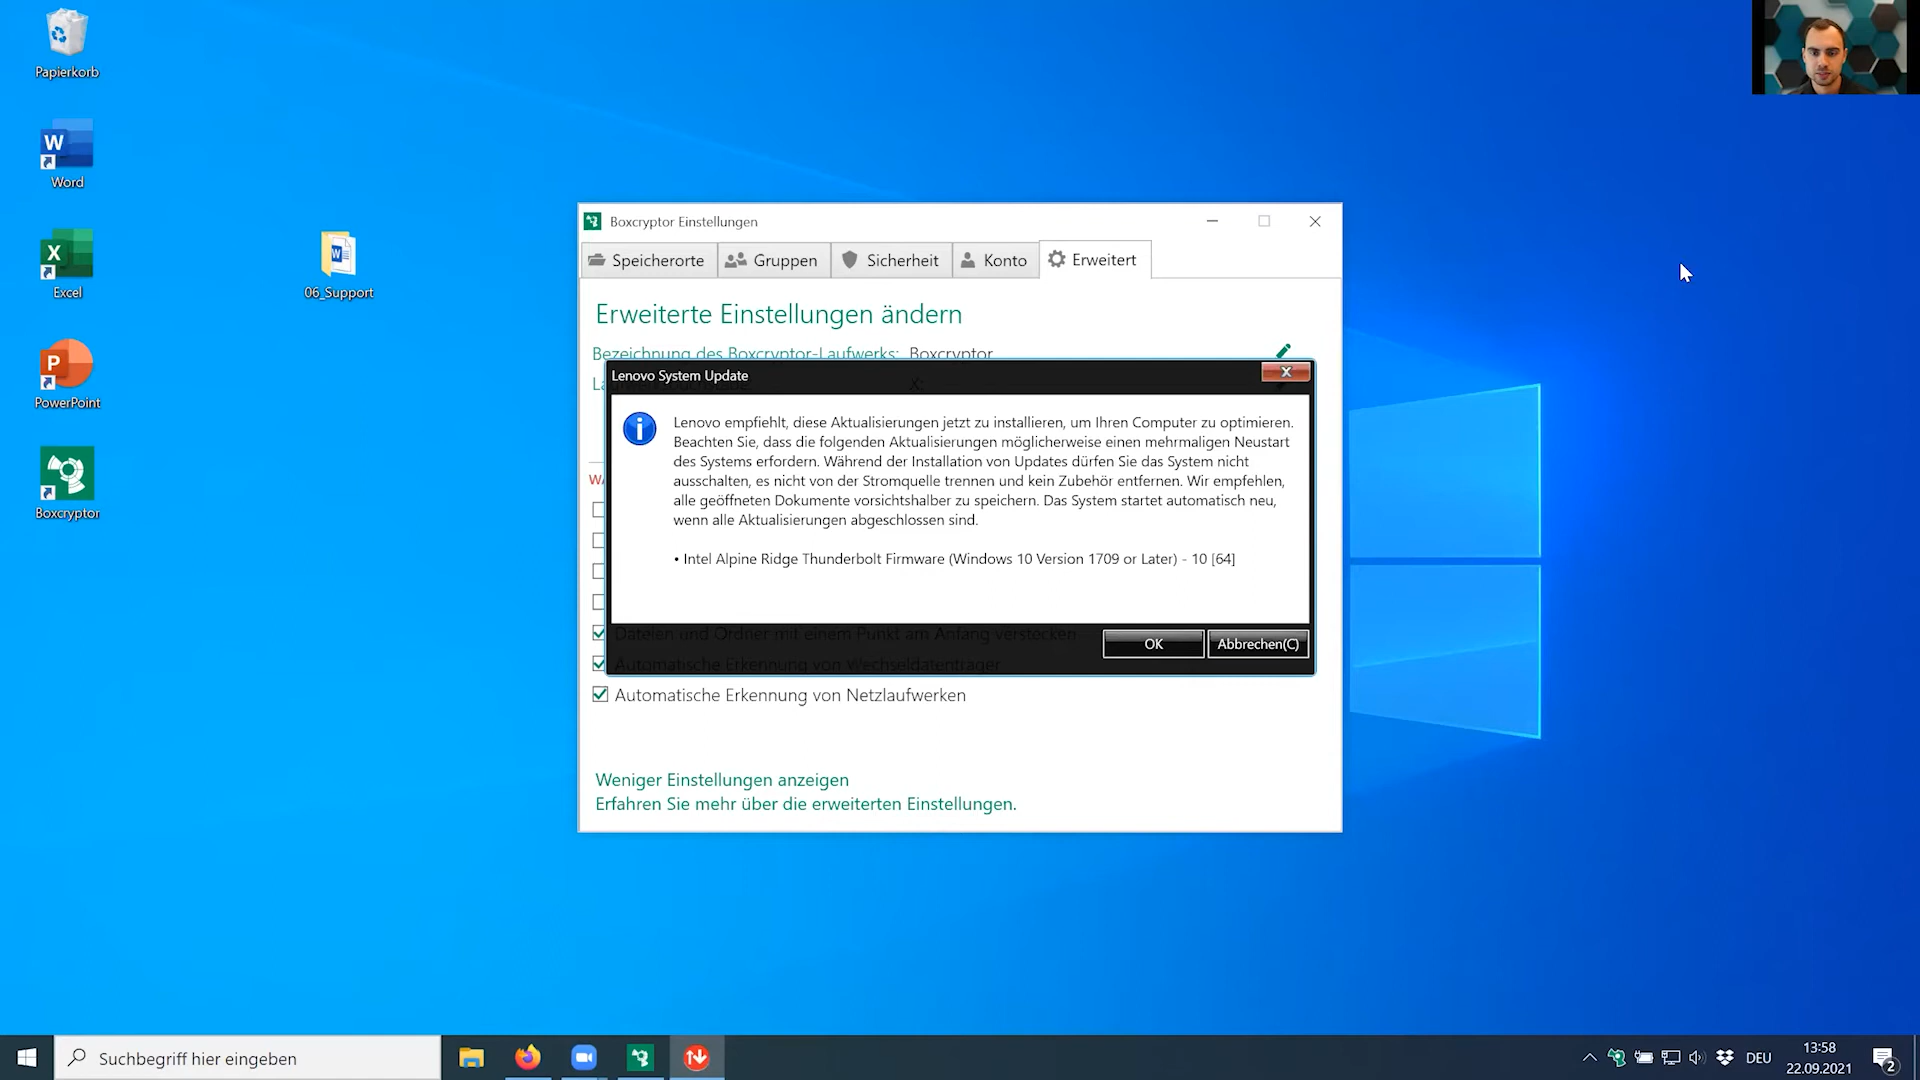 Papierkorb
Word
Excel
PowerPoint
Boxcryptor
06_Support
Boxcryptor Einstellungen
Speicherorte
Gruppen
Sicherheit
Konto
Erweitert
Erweiterte Einstellungen ändern
Bezeichnung des Boxcryptor-Laufwerks: Boxcryptor
X:
Lenovo System Update
X
Lenovo empfiehlt, diese Aktualisierungen jetzt zu installieren, um Ihren Computer zu optimieren.
Beachten Sie, dass die folgenden Aktualisierungen möglicherweise einen mehrmaligen Neustart
des Systems erfordern. Während der Installation von Updates dürfen Sie das System nicht
ausschalten, es nicht von der Stromquelle trennen und kein Zubehör entfernen. Wir empfehlen,
alle geöffneten Dokumente vorsichtshalber zu speichern. Das System startet automatisch neu,
wenn alle Aktualisierungen abgeschlossen sind.
• Intel Alpine Ridge Thunderbolt Firmware (Windows 10 Version 1709 or Later) - 10 [64]
Dateien und Ordner mit einem Punkt am Anfang verstecken
OK
Abbrechen(C)
Automatische Erkennung von Wechseldatenträger
Automatische Erkennung von Netzlaufwerken
Weniger Einstellungen anzeigen
Erfahren Sie mehr über die erweiterten Einstellungen.
Suchbegriff hier eingeben
DEU
13:58
22.09.2021
2